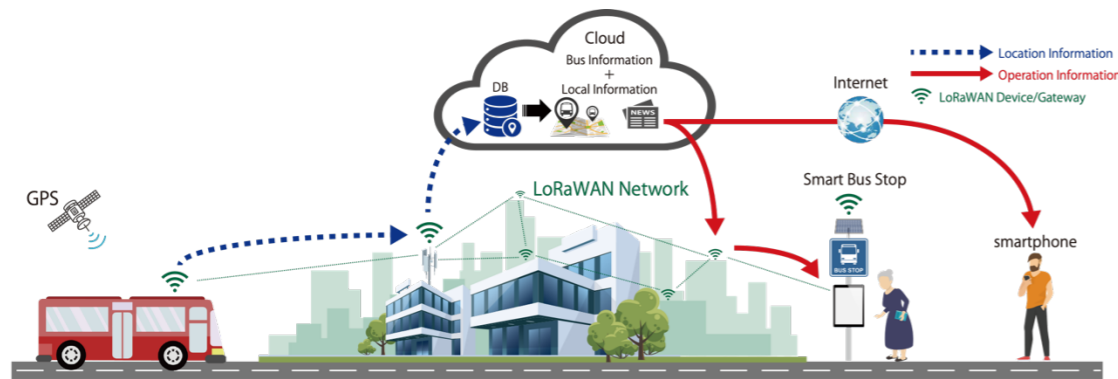 Cloud
Bus Information
+
Local Information
DB
NEWS
Internet
Location Information
Operation Information
LoRaWAN Device/Gateway
GPS
LoRaWAN Network
Smart Bus Stop
BUS STOP
smartphone